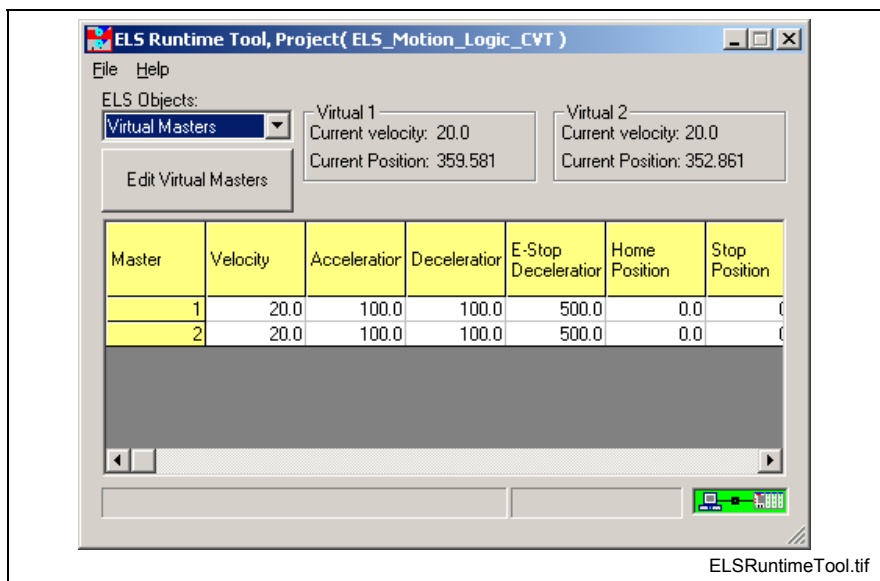 ELS Runtime Tool, Project( ELS_Motion_Logic_CVT )
File Help
ELS Objects:
Virtual Masters
Edit Virtual Masters
Virtual 1
Current velocity: 20.0
Current Position: 359.581
Virtual 2
Current velocity: 20.0
Current Position: 352.861
Master Velocity Acceleration Deceleration E-Stop Deceleration Home Position Stop Position
1 20.0 100.0 100.0 500.0 0.0
2 20.0 100.0 100.0 500.0 0.0
ELSRuntimeTool.tif